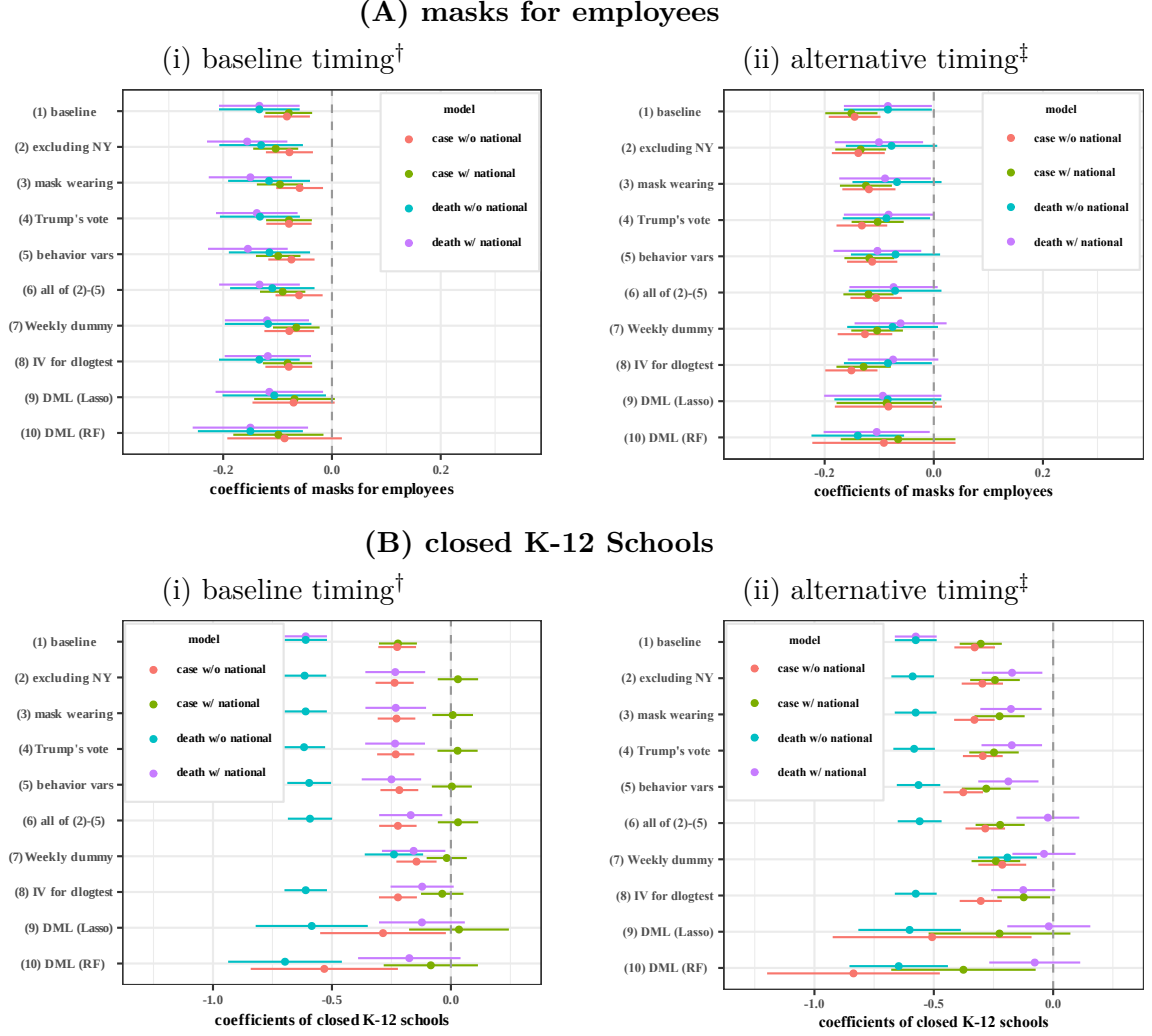 (A) masks for employees
(i) baseline timing†
(1) baseline
(2) excluding NY
(3) mask wearing
(4) Trump's vote
(5) behavior vars
(6) all of (2)-(5)
(7) Weekly dummy
(8) IV for dlogtest
(9) DML (Lasso)
(10) DML (RF)
model
case w/o national
case w/ national
death w/o national
death w/ national
-0.2 0.0 0.2
coefficients of masks for employees
(ii) alternative timing‡
(1) baseline
(2) excluding NY
(3) mask wearing
(4) Trump's vote
(5) behavior vars
(6) all of (2)-(5)
(7) Weekly dummy
(8) IV for dlogtest
(9) DML (Lasso)
(10) DML (RF)
model
case w/o national
case w/ national
death w/o national
death w/ national
-0.2 0.0 0.2
coefficients of masks for employees
(B) closed K-12 Schools
(i) baseline timing†
(1) baseline
(2) excluding NY
(3) mask wearing
(4) Trump's vote
(5) behavior vars
(6) all of (2)-(5)
(7) Weekly dummy
(8) IV for dlogtest
(9) DML (Lasso)
(10) DML (RF)
model
case w/o national
case w/ national
death w/o national
death w/ national
-1.0 -0.5 0.0
coefficients of closed K-12 schools
(ii) alternative timing‡
(1) baseline
(2) excluding NY
(3) mask wearing
(4) Trump's vote
(5) behavior vars
(6) all of (2)-(5)
(7) Weekly dummy
(8) IV for dlogtest
(9) DML (Lasso)
(10) DML (RF)
model
case w/o national
case w/ national
death w/o national
death w/ national
-1.0 -0.5 0.0
coefficients of closed K-12 schools